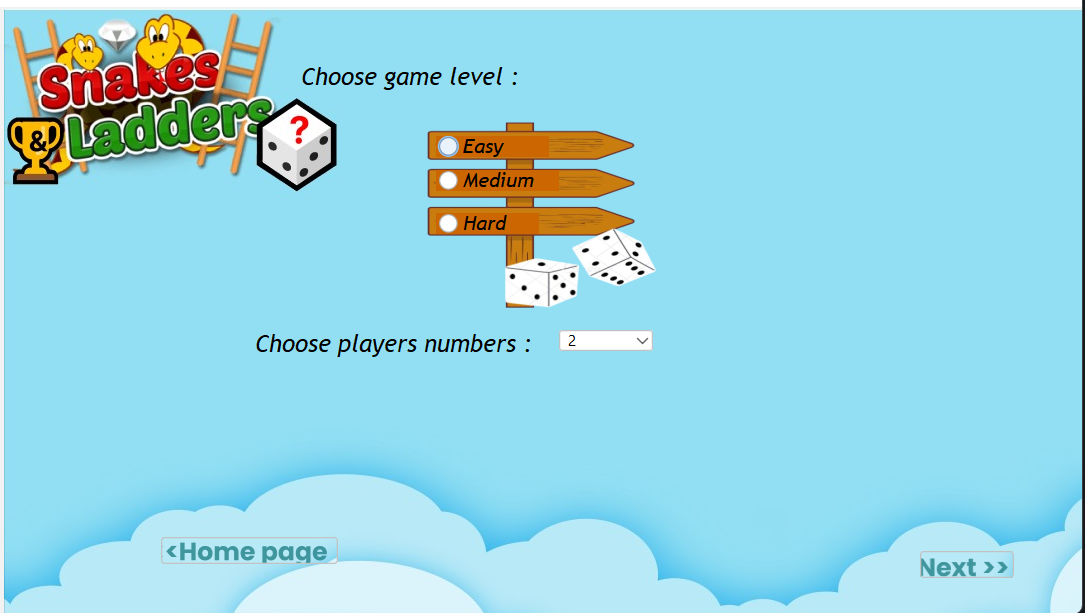 Snakes
& Ladders
?
Choose game level :
Easy
Medium
Hard
Choose players numbers :
2
<Home page
Next >>